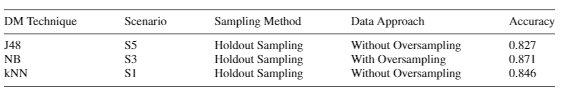 DM Technique Scenario Sampling Method Data Approach Accuracy
J48 S5 Holdout Sampling Without Oversampling 0.827
NB S3 Holdout Sampling With Oversampling 0.871
kNN S1 Holdout Sampling Without Oversampling 0.846